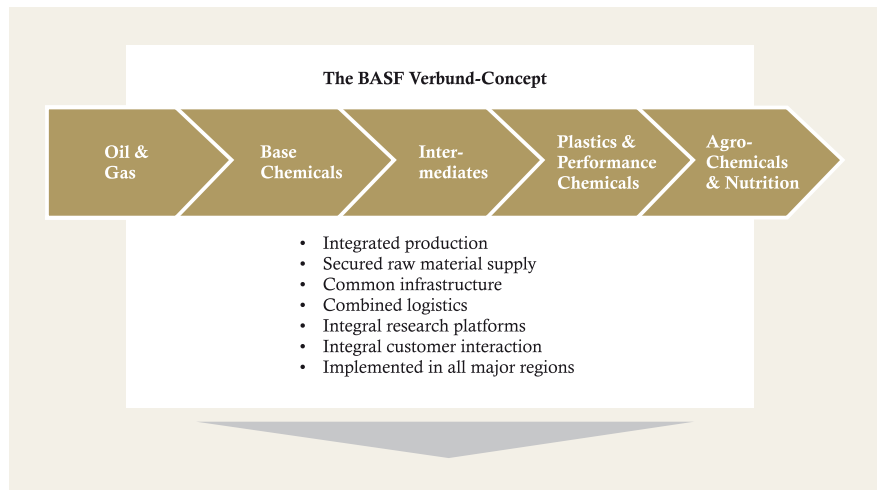 The BASF Verbund-Concept
Oil &
Gas
Base
Chemicals
Inter-
mediates
Plastics &
Performance
Chemicals
Agro-
Chemicals
& Nutrition
• Integrated production
• Secured raw material supply
• Common infrastructure
• Combined logistics
• Integral research platforms
• Integral customer interaction
• Implemented in all major regions